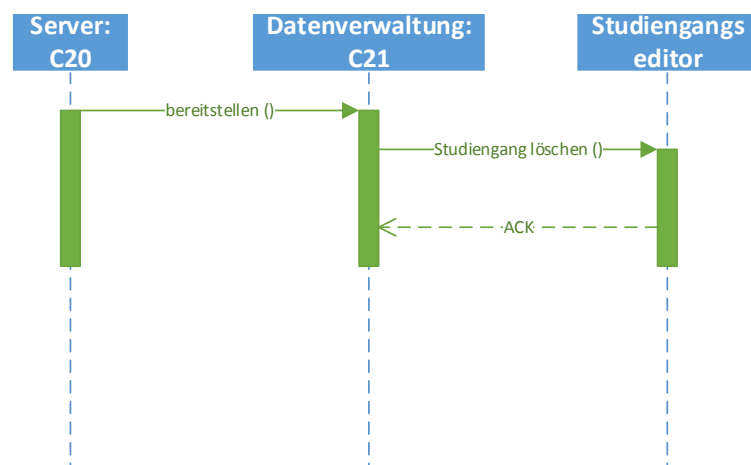 Server:
C20
Datenverwaltung:
C21
Studiengangs
editor
bereitstellen ()
Studiengang löschen ()
ACK